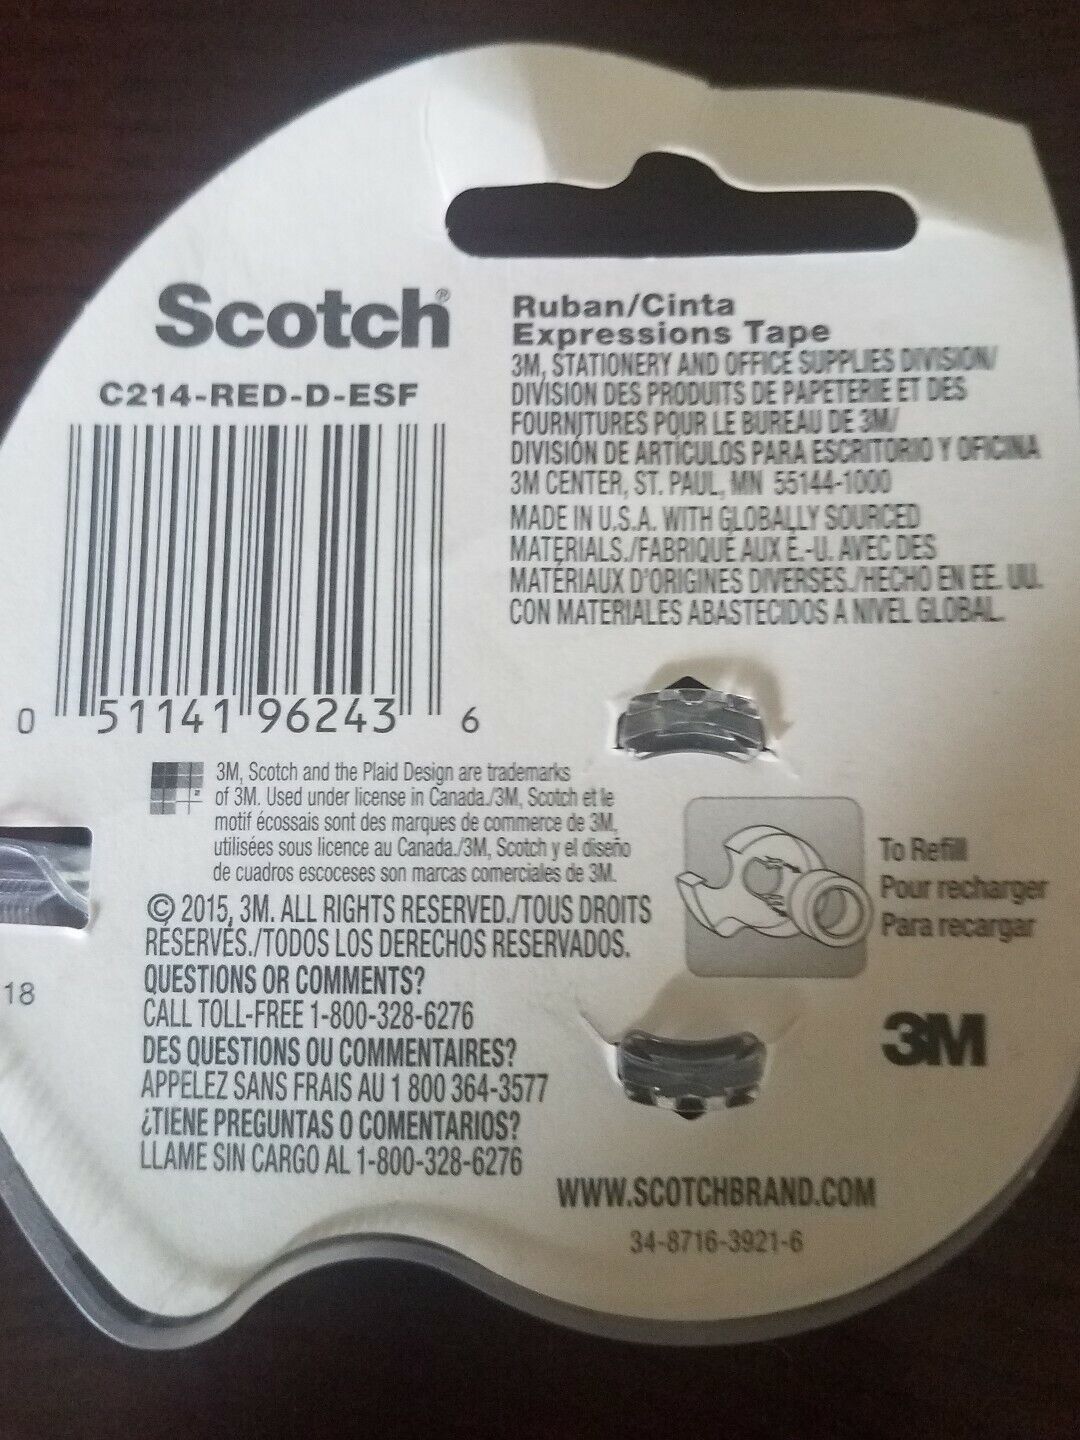 Scotch®
C214-RED-D-ESF
0 51141 96243 6
Ruban/Cinta
Expressions Tape
3M, STATIONERY AND OFFICE SUPPLIES DIVISION/
DIVISION DES PRODUITS DE PAPETERIE ET DES
FOURNITURES POUR LE BUREAU DE 3M/
DIVISIÓN DE ARTÍCULOS PARA ESCRITORIO Y OFICINA
3M CENTER, ST. PAUL, MN 55144-1000
MADE IN U.S.A. WITH GLOBALLY SOURCED
MATERIALS./FABRIQUÉ AUX É.-U. AVEC DES
MATÉRIAUX D'ORIGINES DIVERSES./HECHO EN EE. UU.
CON MATERIALES ABASTECIDOS A NIVEL GLOBAL.
3M, Scotch and the Plaid Design are trademarks
of 3M. Used under license in Canada./3M, Scotch et le
motif écossais sont des marques de commerce de 3M,
utilisées sous licence au Canada./3M, Scotch y el diseño
de cuadros escoceses son marcas comerciales de 3M.
© 2015, 3M. ALL RIGHTS RESERVED./TOUS DROITS
RÉSERVÉS./TODOS LOS DERECHOS RESERVADOS.
QUESTIONS OR COMMENTS?
CALL TOLL-FREE 1-800-328-6276
DES QUESTIONS OU COMMENTAIRES?
APPELEZ SANS FRAIS AU 1 800 364-3577
¿TIENE PREGUNTAS O COMENTARIOS?
LLAME SIN CARGO AL 1-800-328-6276
18
To Refill
Pour recharger
Para recargar
3M
WWW.SCOTCHBRAND.COM
34-8716-3921-6